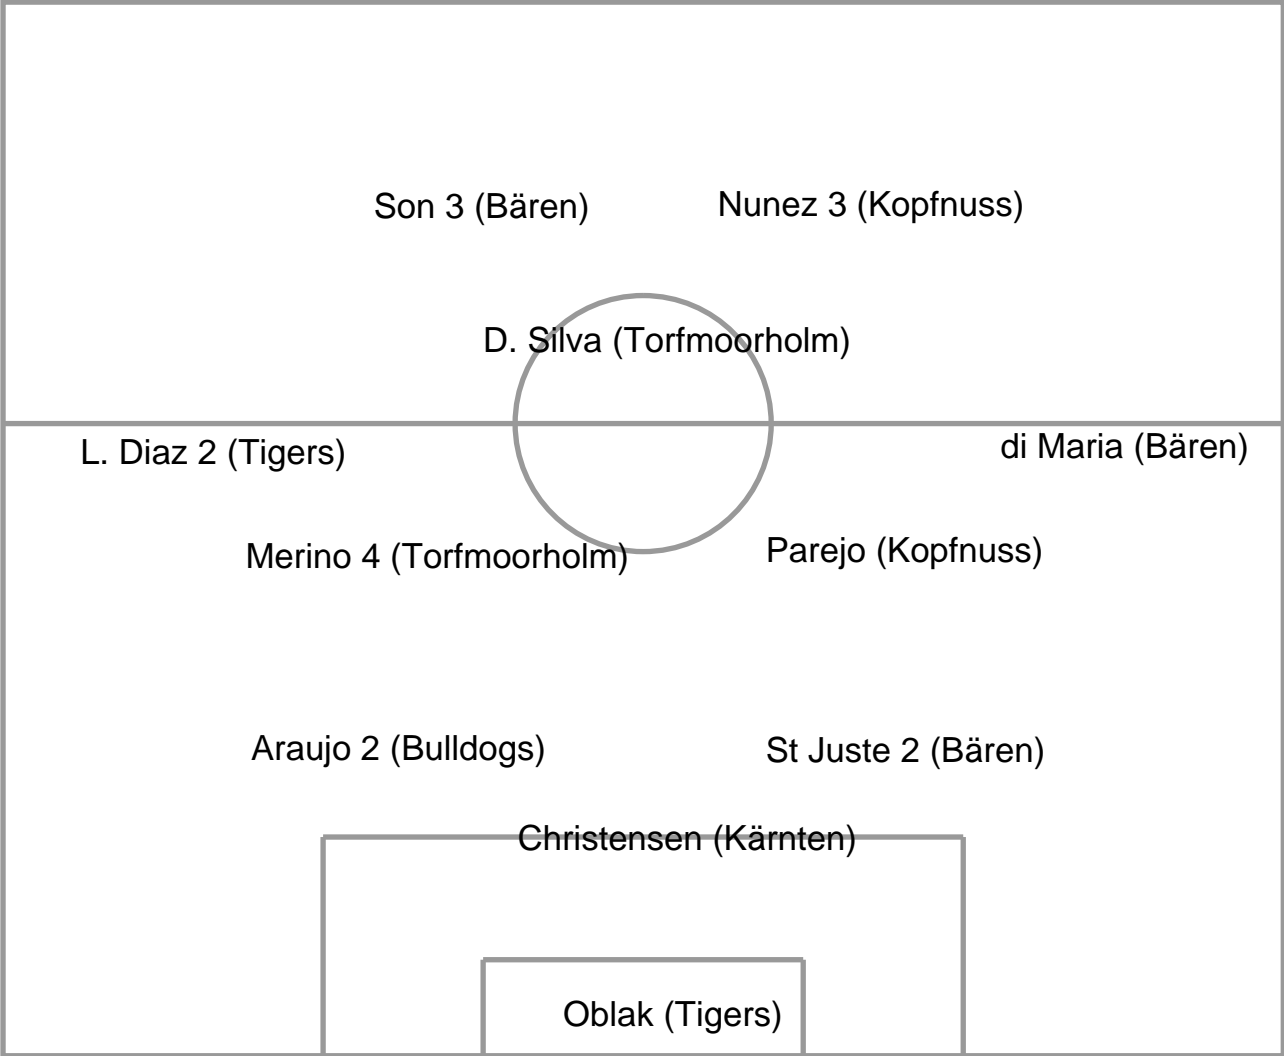 Son 3 (Bären)
Nunez 3 (Kopfnuss)
D. Silva (Torfmoorholm)
L. Diaz 2 (Tigers)
di Maria (Bären)
Merino 4 (Torfmoorholm)
Parejo (Kopfnuss)
Araujo 2 (Bulldogs)
St Juste 2 (Bären)
Christensen (Kärnten)
Oblak (Tigers)